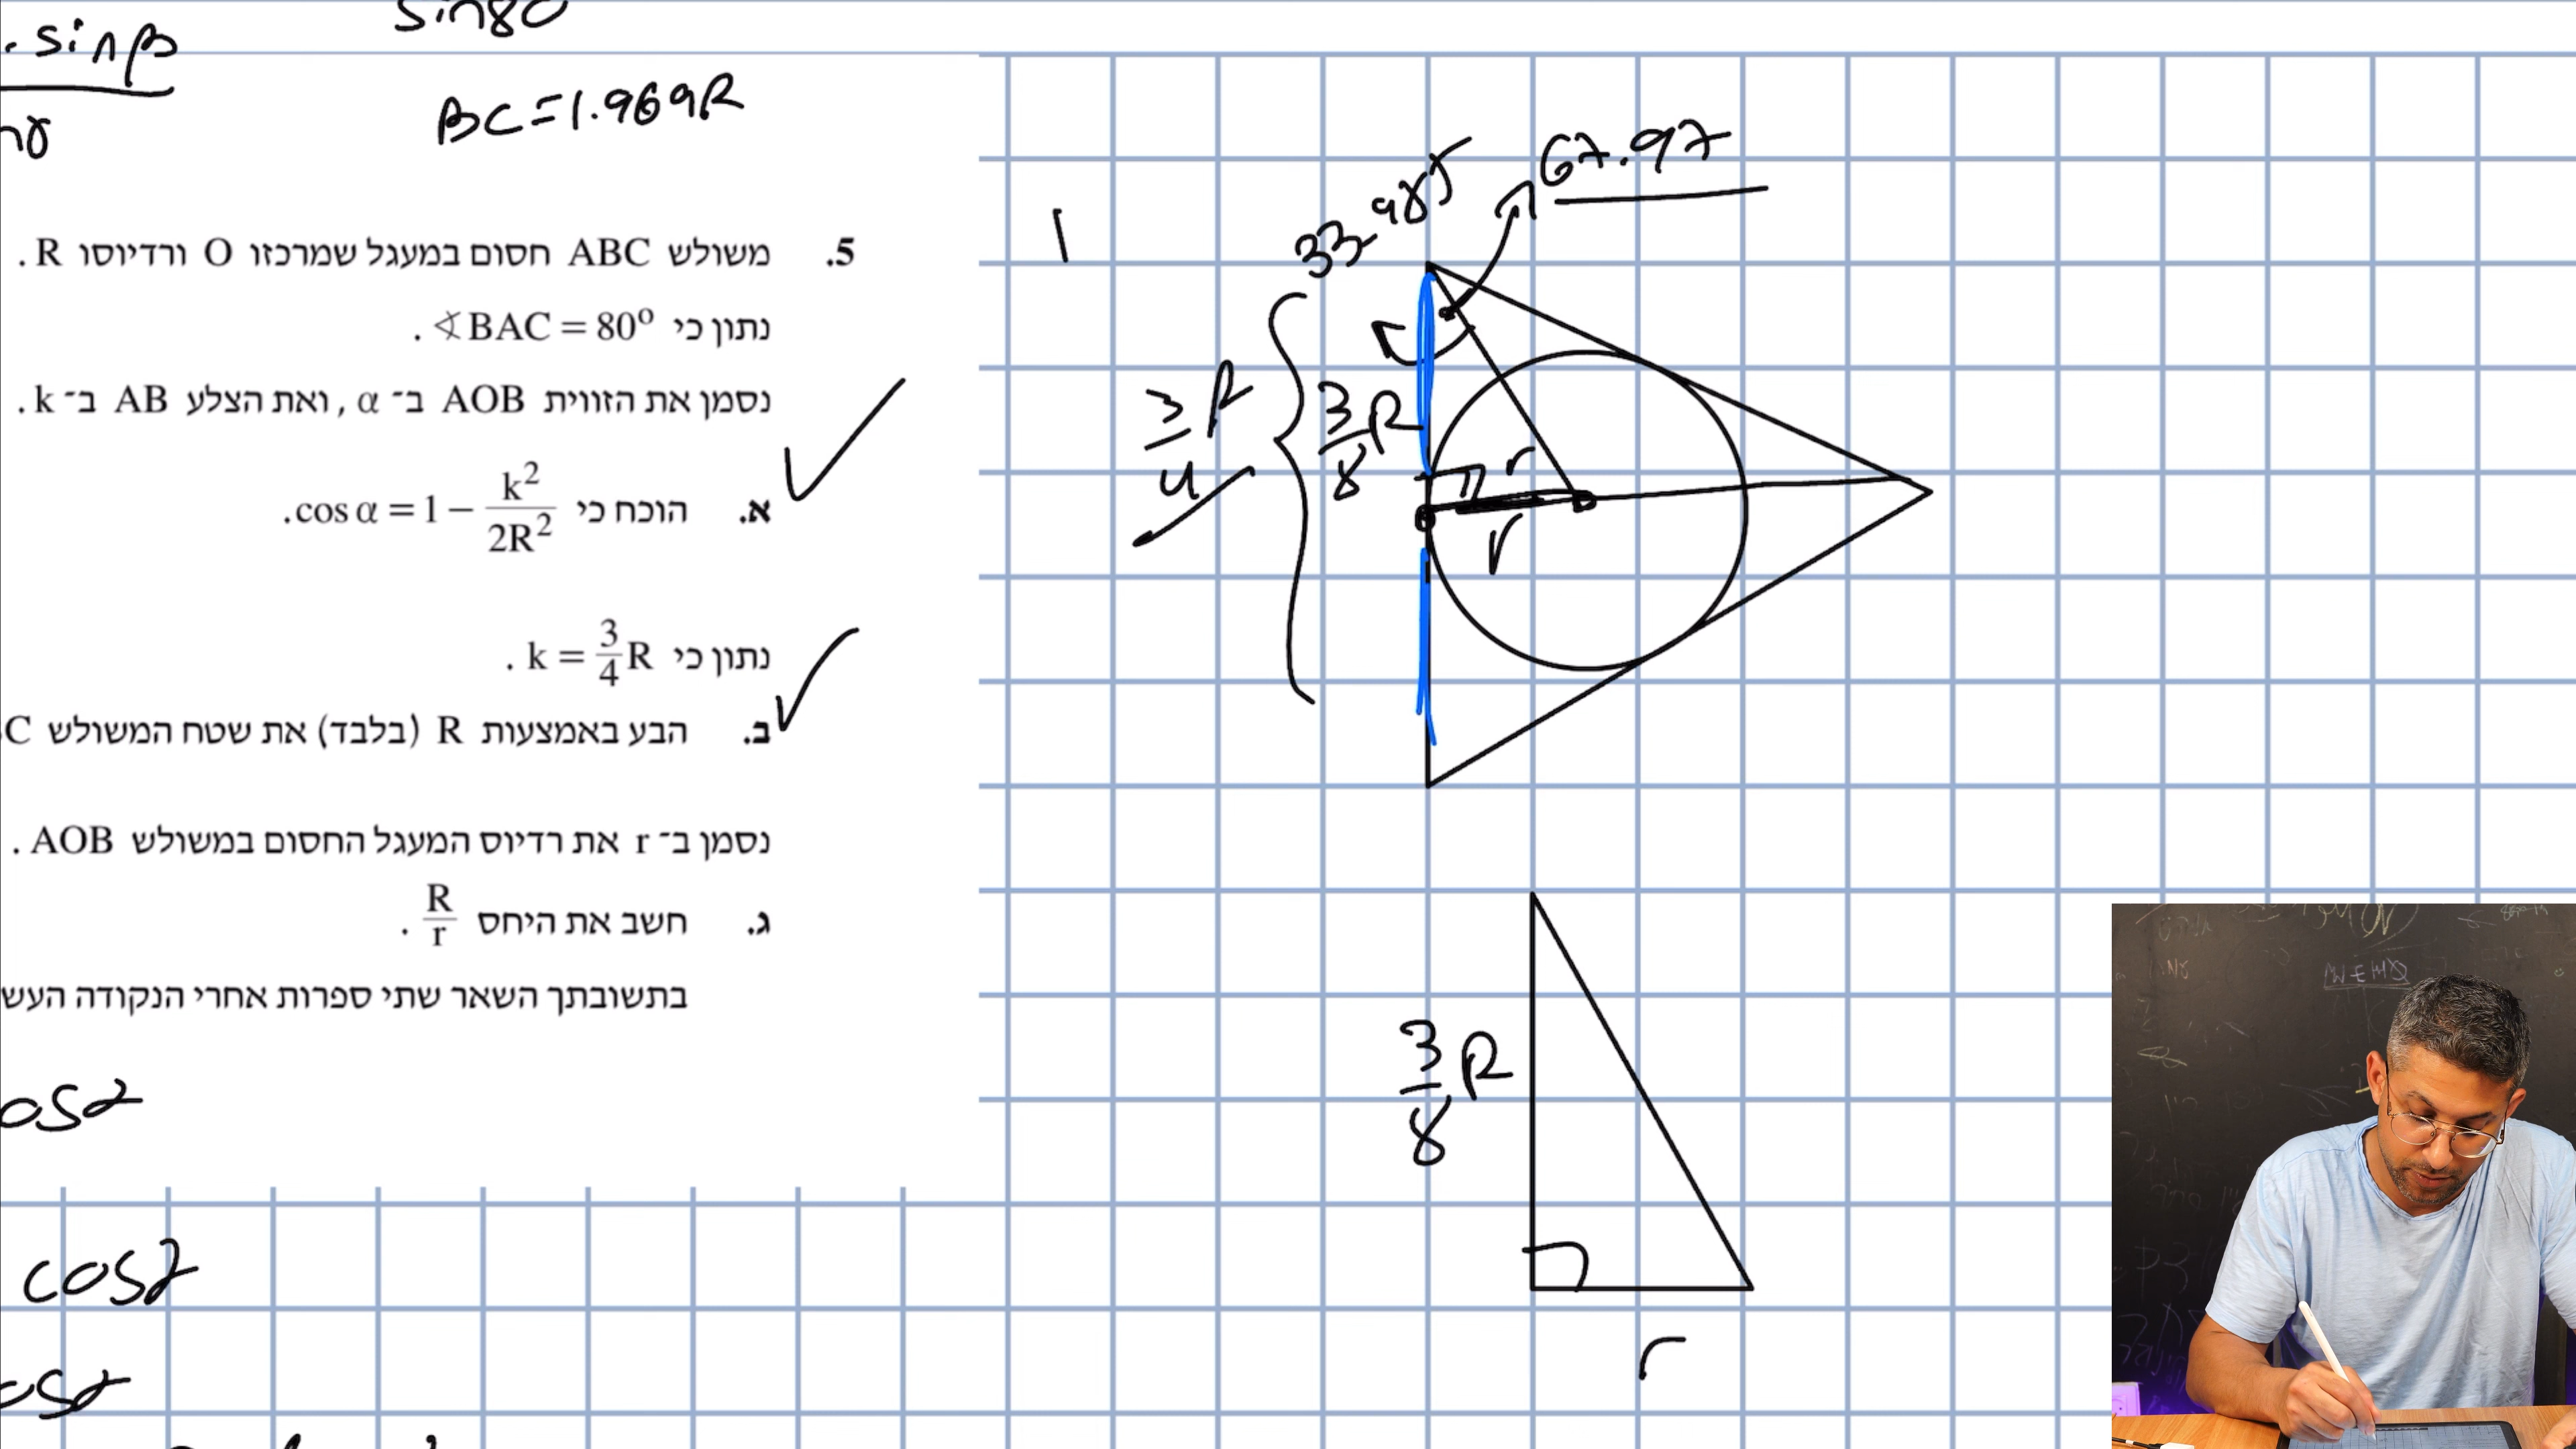 . sinβ
sin80
BC=1.969R
.5 משולש ABC חסום במעגל שמרכזו O ורדיוסו R .
נתון כי ∢BAC = 80° .
נסמן את הזווית AOB ב־ α , ואת הצלע AB ב־ k .
א. הוכח כי cos α = 1 − k²/2R² .
נתון כי k = 3/4 R .
ב. הבע באמצעות R (בלבד) את שטח המשולש
נסמן ב־ r את רדיוס המעגל החסום במשולש AOB .
ג. חשב את היחס R/r .
בתשובתך השאר שתי ספרות אחרי הנקודה
cosα
cosα
67.97
33.985
3/4 R
3/8 R
r
r
3/8 R
r